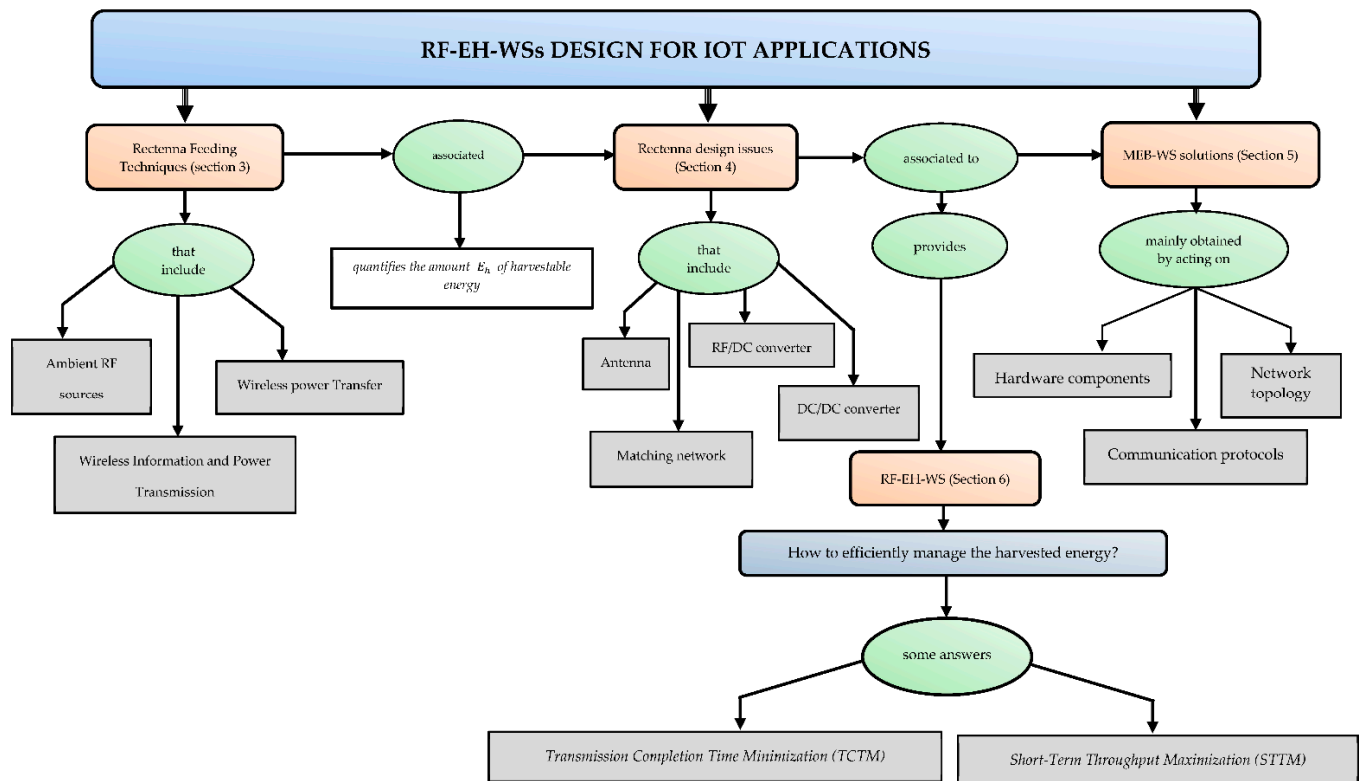 RF-EH-WSs DESIGN FOR IOT APPLICATIONS
Rectenna Feeding
Techniques (section 3)
associated
Rectenna design issues
(Section 4)
associated to
MEB-WS solutions (Section 5)
that
include
quantifies the amount E_h of harvestable
energy
that
include
provides
mainly obtained
by acting on
Ambient RF
sources
Wireless power Transfer
Wireless Information and Power
Transmission
Antenna
RF/DC converter
DC/DC converter
Matching network
Hardware components
Network
topology
Communication protocols
RF-EH-WS (Section 6)
How to efficiently manage the harvested energy?
some answers
Transmission Completion Time Minimization (TCTM)
Short-Term Throughput Maximization (STTM)